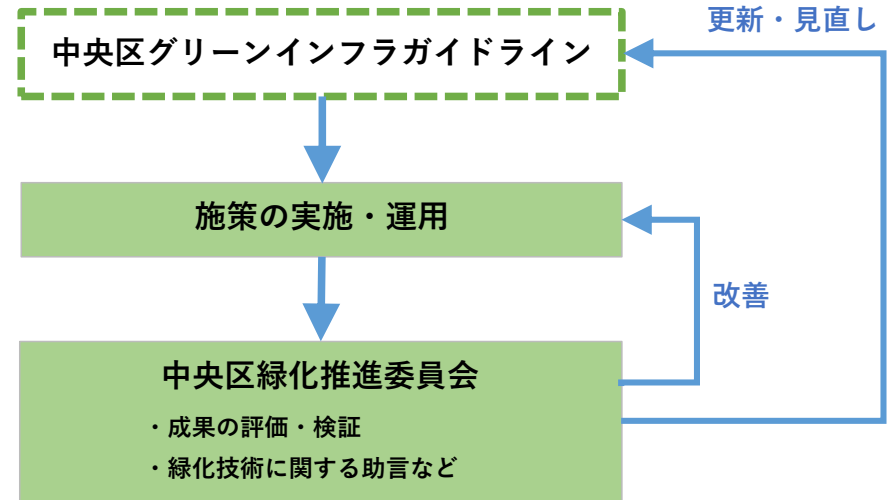 更新・見直し
中央区グリーンインフラガイドライン
施策の実施・運用
改善
中央区緑化推進委員会
・成果の評価・検証
・緑化技術に関する助言など